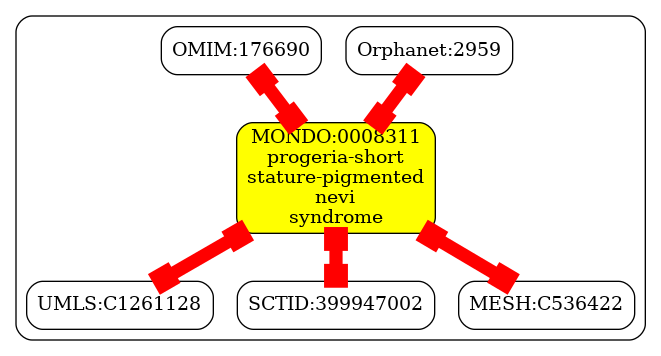 OMIM:176690
Orphanet:2959
MONDO:0008311
progeria-short
stature-pigmented
nevi
syndrome
UMLS:C1261128
SCTID:399947002
MESH:C536422